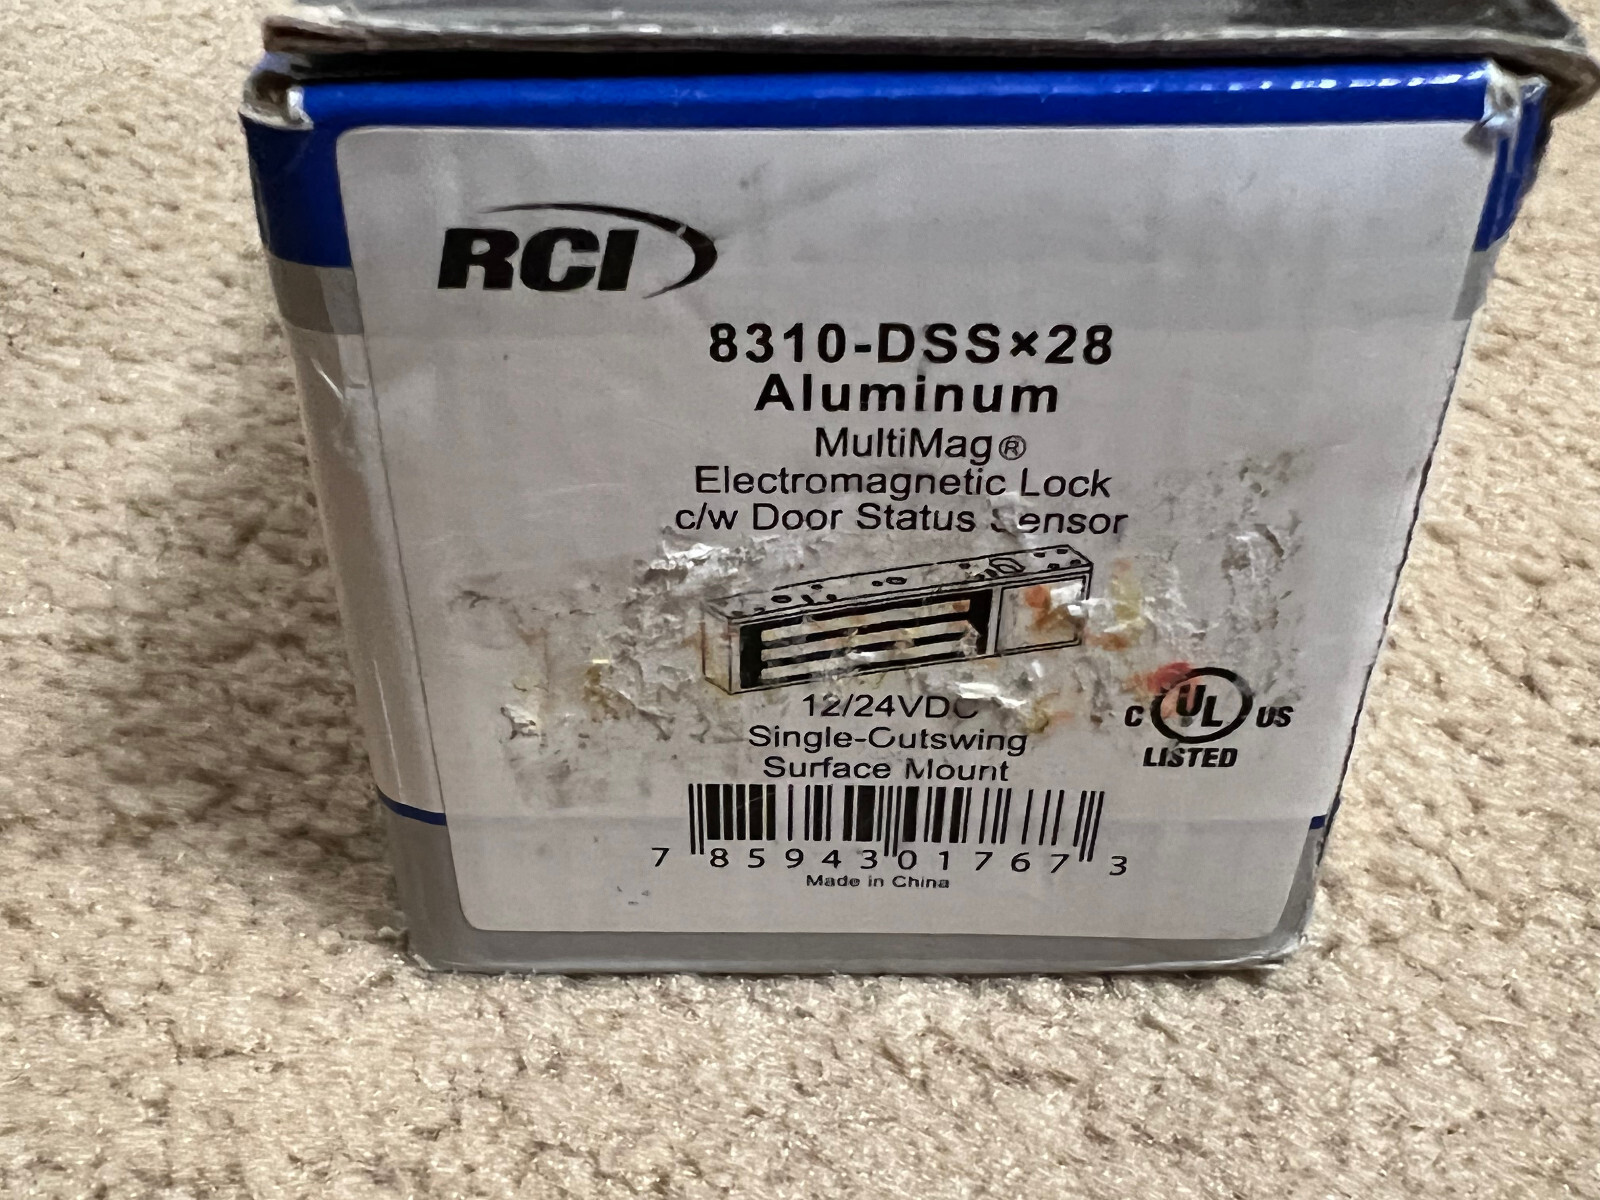 RCI
8310-DSS×28
Aluminum
MultiMag®
Electromagnetic Lock
c/w Door Status Sensor
12/24VDC
Single-Outswing
Surface Mount
C UL US
LISTED
7 85943 01767 3
Made in China